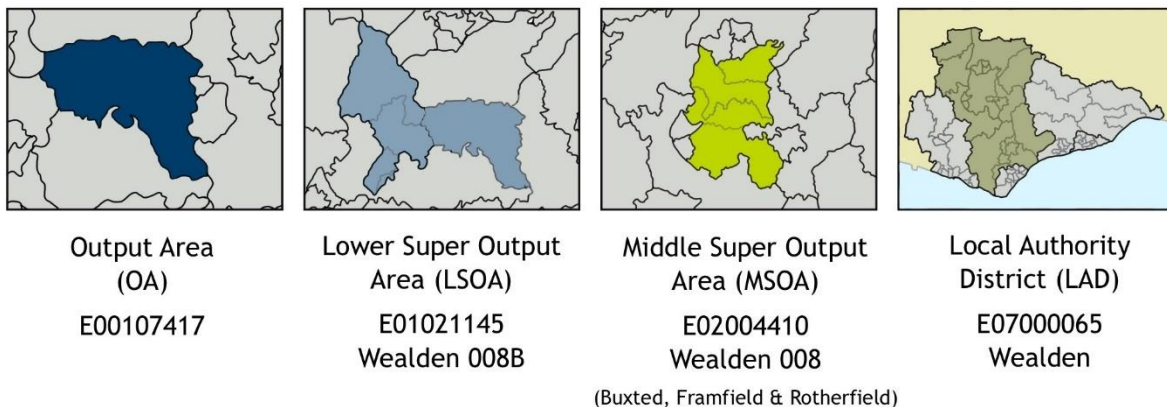 Output Area
(OA)
E00107417
Lower Super Output
Area (LSOA)
E01021145
Wealden 008B
Middle Super Output
Area (MSOA)
E02004410
Wealden 008
(Buxted, Framfield & Rotherfield)
Local Authority
District (LAD)
E07000065
Wealden